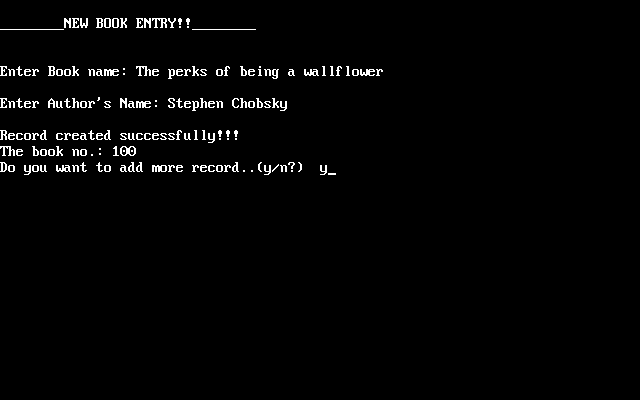 ________NEW BOOK ENTRY!!________
Enter Book name: The perks of being a wallflower
Enter Author's Name: Stephen Chobsky
Record created successfully!!!
The book no.: 100
Do you want to add more record..(y/n?)  y_